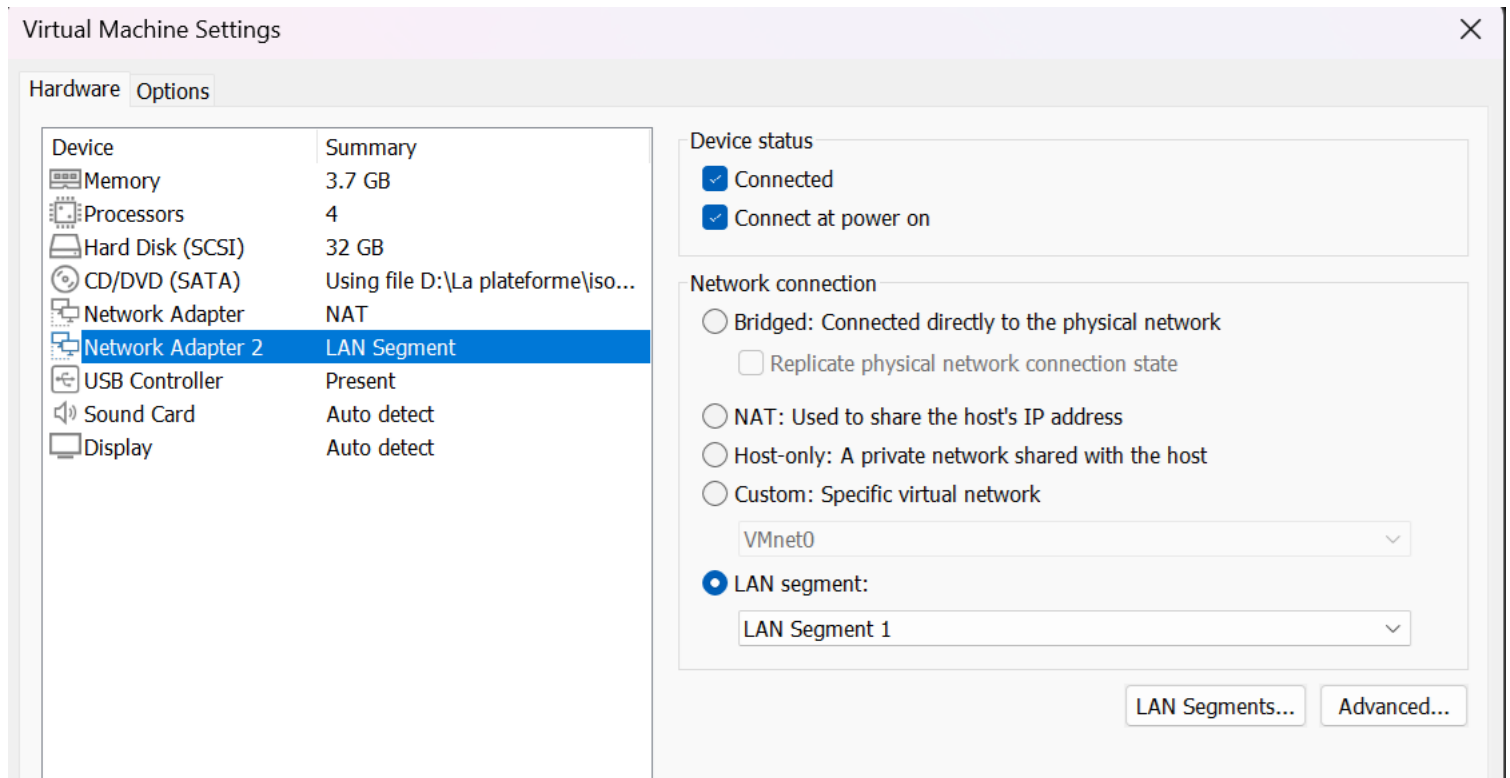 Virtual Machine Settings
Hardware Options
Device Summary
Memory 3.7 GB
Processors 4
Hard Disk (SCSI) 32 GB
CD/DVD (SATA) Using file D:\La plateforme\iso...
Network Adapter NAT
Network Adapter 2 LAN Segment
USB Controller Present
Sound Card Auto detect
Display Auto detect
Device status
Connected
Connect at power on
Network connection
Bridged: Connected directly to the physical network
Replicate physical network connection state
NAT: Used to share the host's IP address
Host-only: A private network shared with the host
Custom: Specific virtual network
VMnet0
LAN segment:
LAN Segment 1
LAN Segments... Advanced...